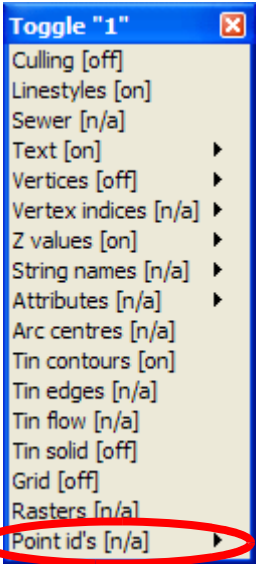 Toggle "1"
Culling [off]
Linestyles [on]
Sewer [n/a]
Text [on]
Vertices [off]
Vertex indices [n/a]
Z values [on]
String names [n/a]
Attributes [n/a]
Arc centres [n/a]
Tin contours [on]
Tin edges [n/a]
Tin flow [n/a]
Tin solid [off]
Grid [off]
Rasters [n/a]
Point id's [n/a]